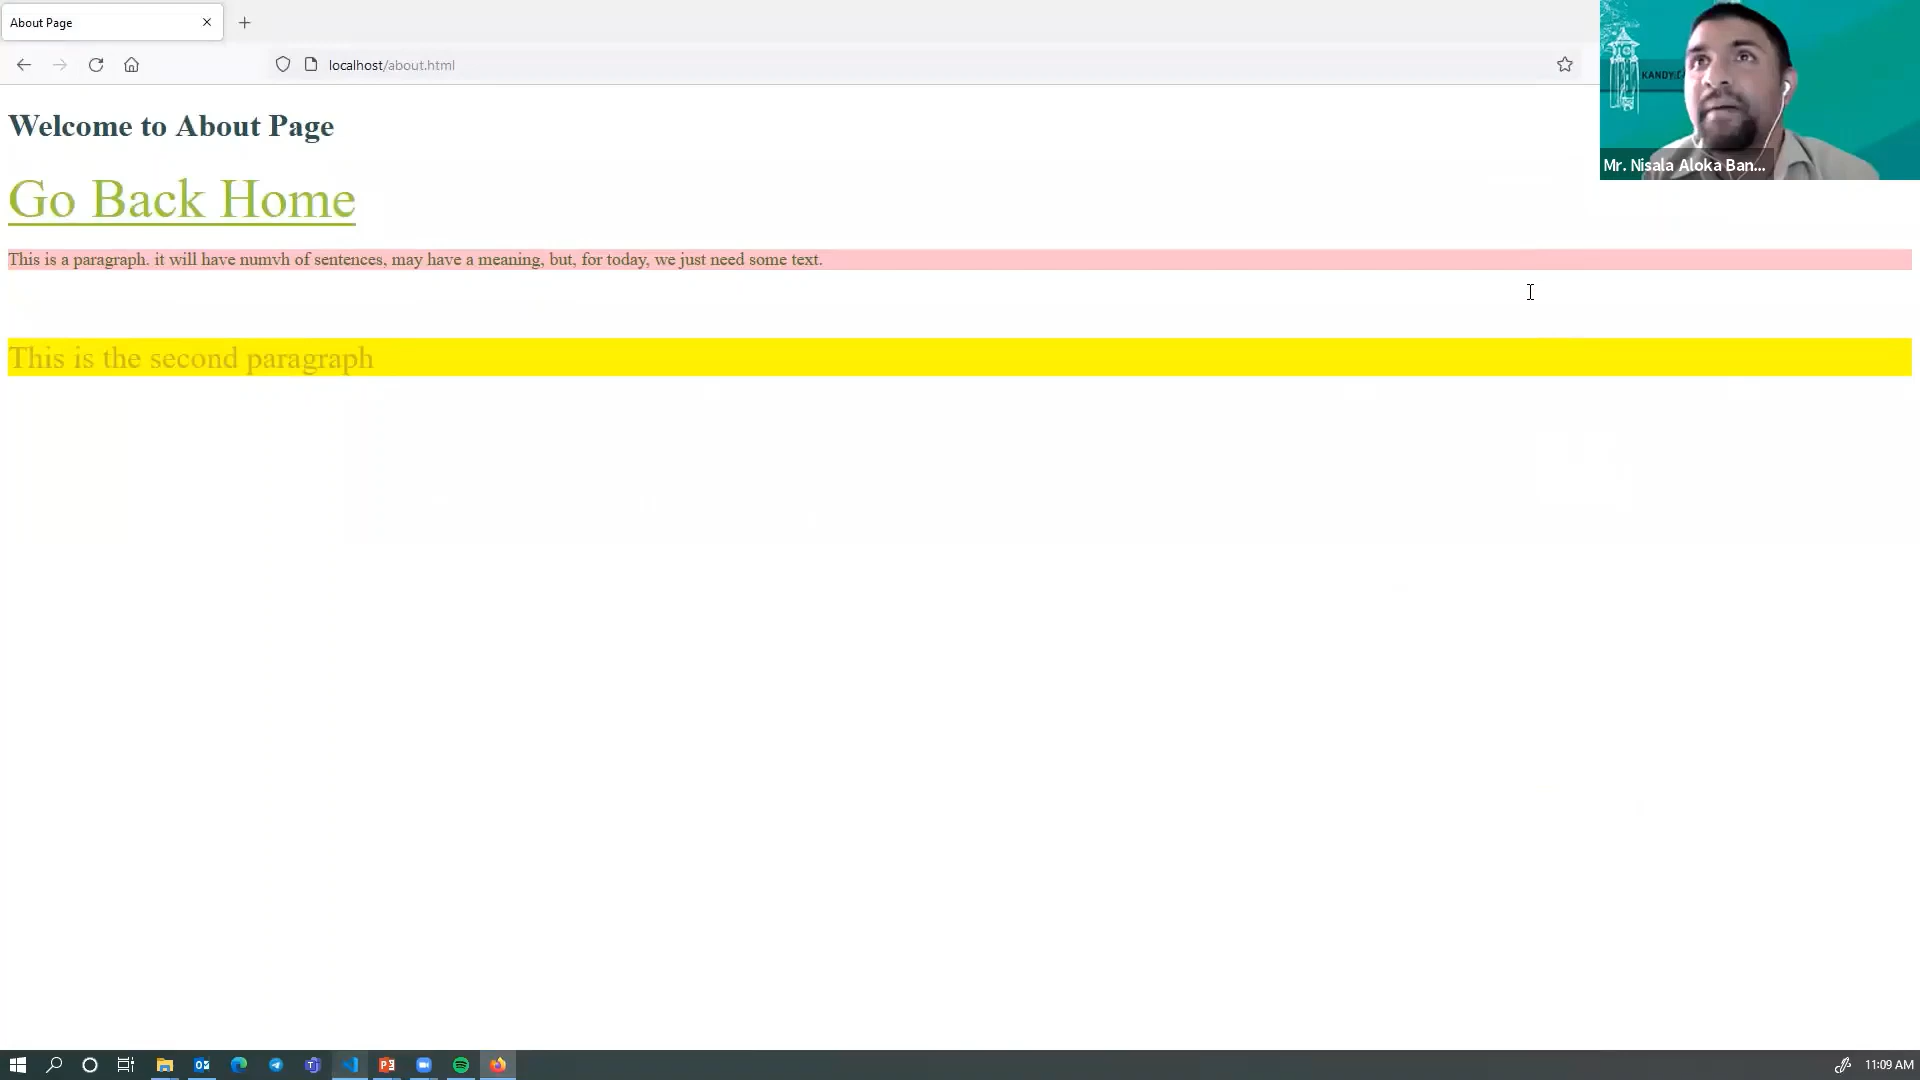 About Page
localhost/about.html
KANDY
Mr. Nisala Aloka Ban...
Welcome to About Page
Go Back Home
This is a paragraph. it will have numvh of sentences, may have a meaning, but, for today, we just need some text.
This is the second paragraph
11:09 AM